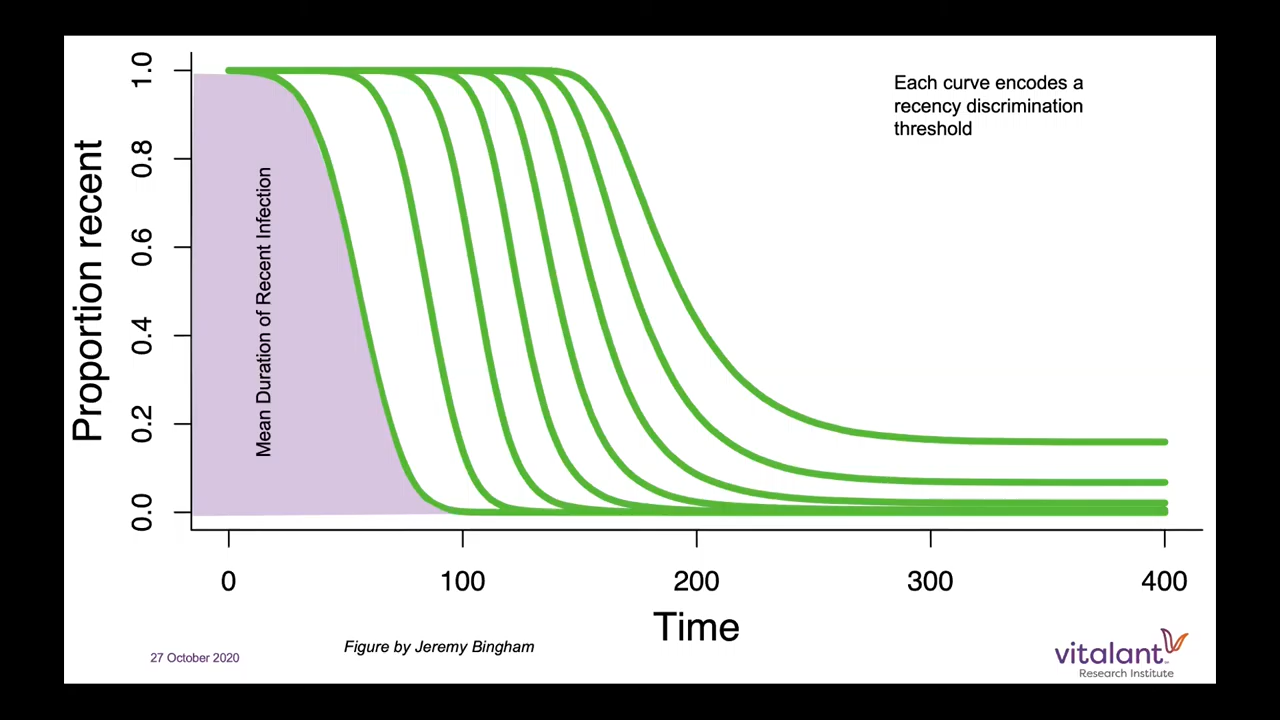 Each curve encodes a
recency discrimination
threshold
Proportion recent
1.0
0.8
0.6
0.4
0.2
0.0
Mean Duration of Recent Infection
0 100 200 300 400
Time
Figure by Jeremy Bingham
27 October 2020
vitalant
Research Institute